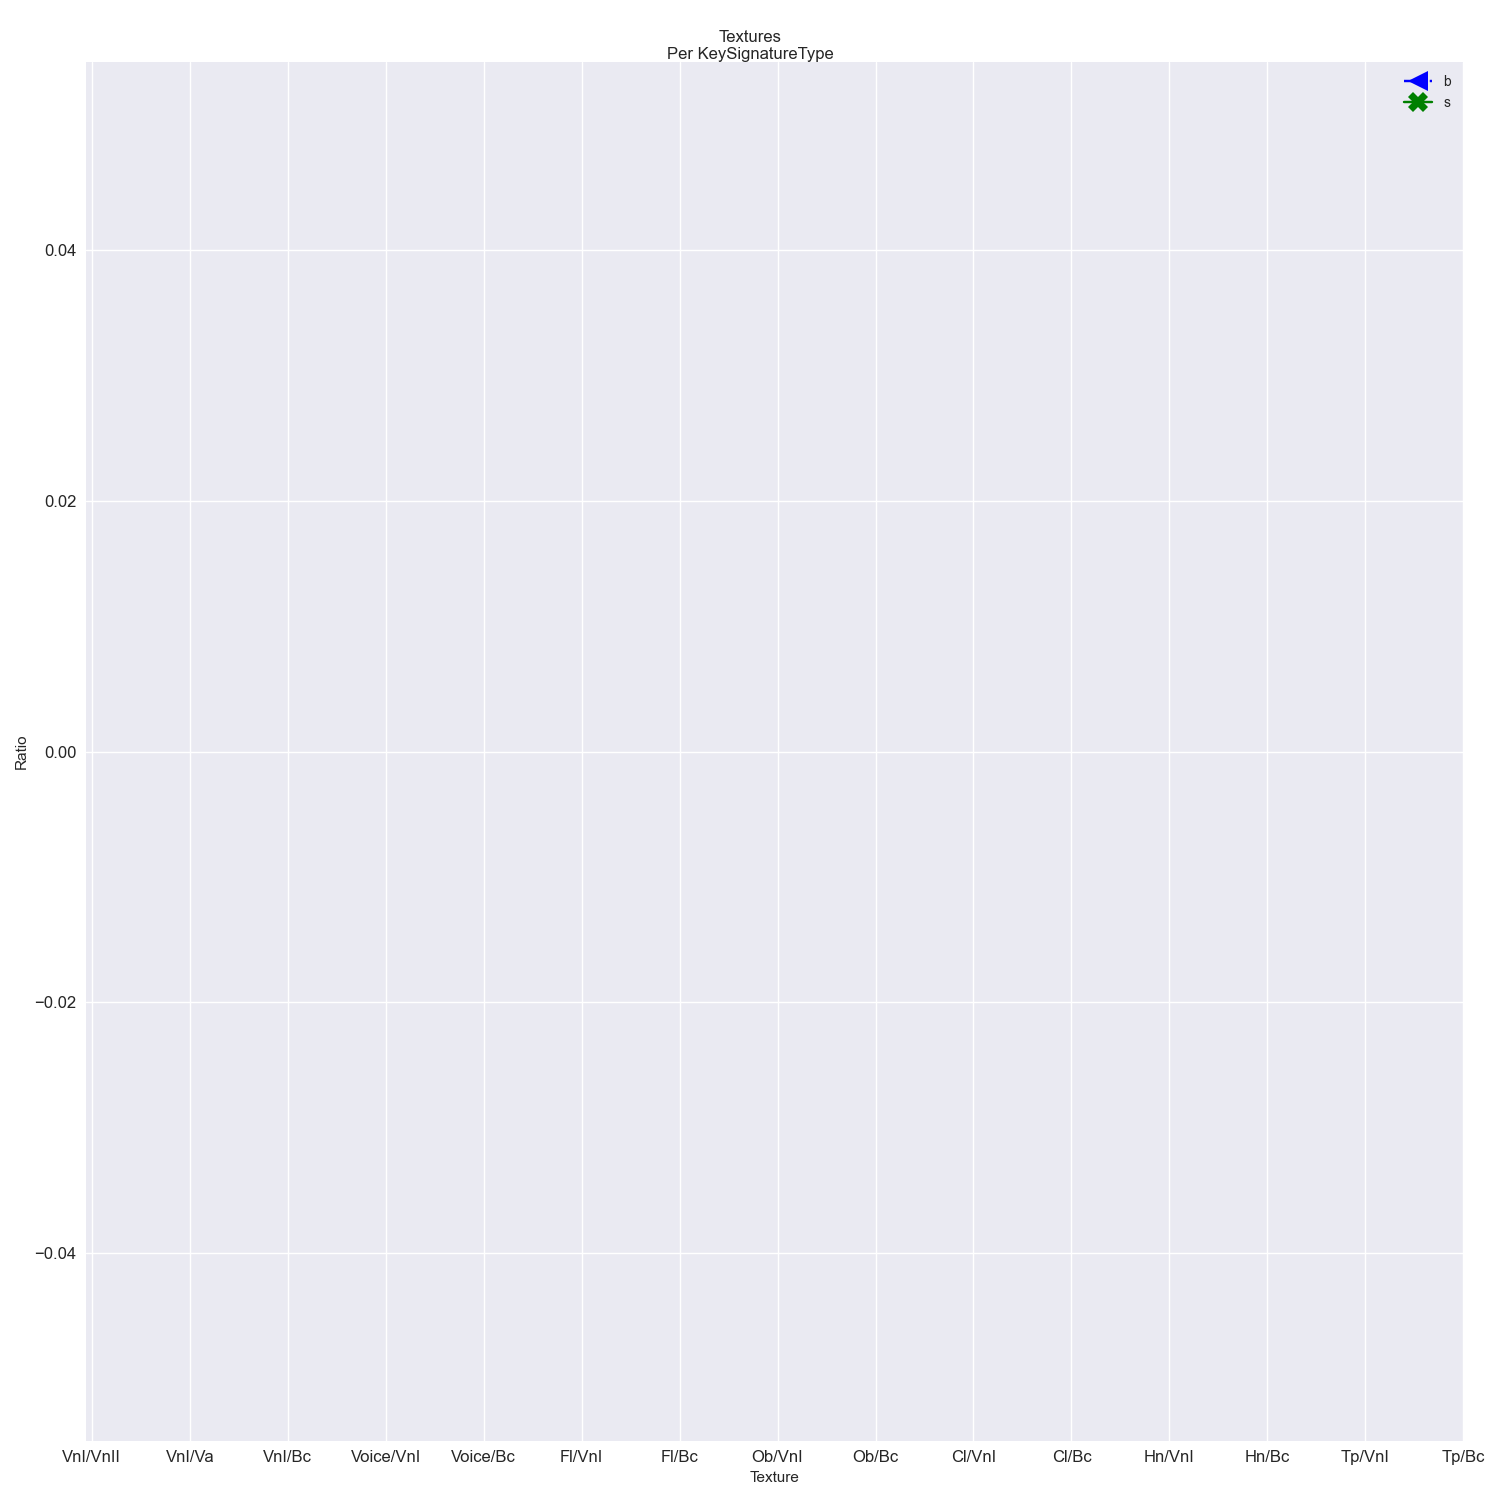 Textures
Per KeySignatureType
b
s
0.04
0.02
0.00
−0.02
−0.04
Ratio
VnI/VnII VnI/Va VnI/Bc Voice/VnI Voice/Bc Fl/VnI Fl/Bc Ob/VnI Ob/Bc Cl/VnI Cl/Bc Hn/VnI Hn/Bc Tp/VnI Tp/Bc
Texture